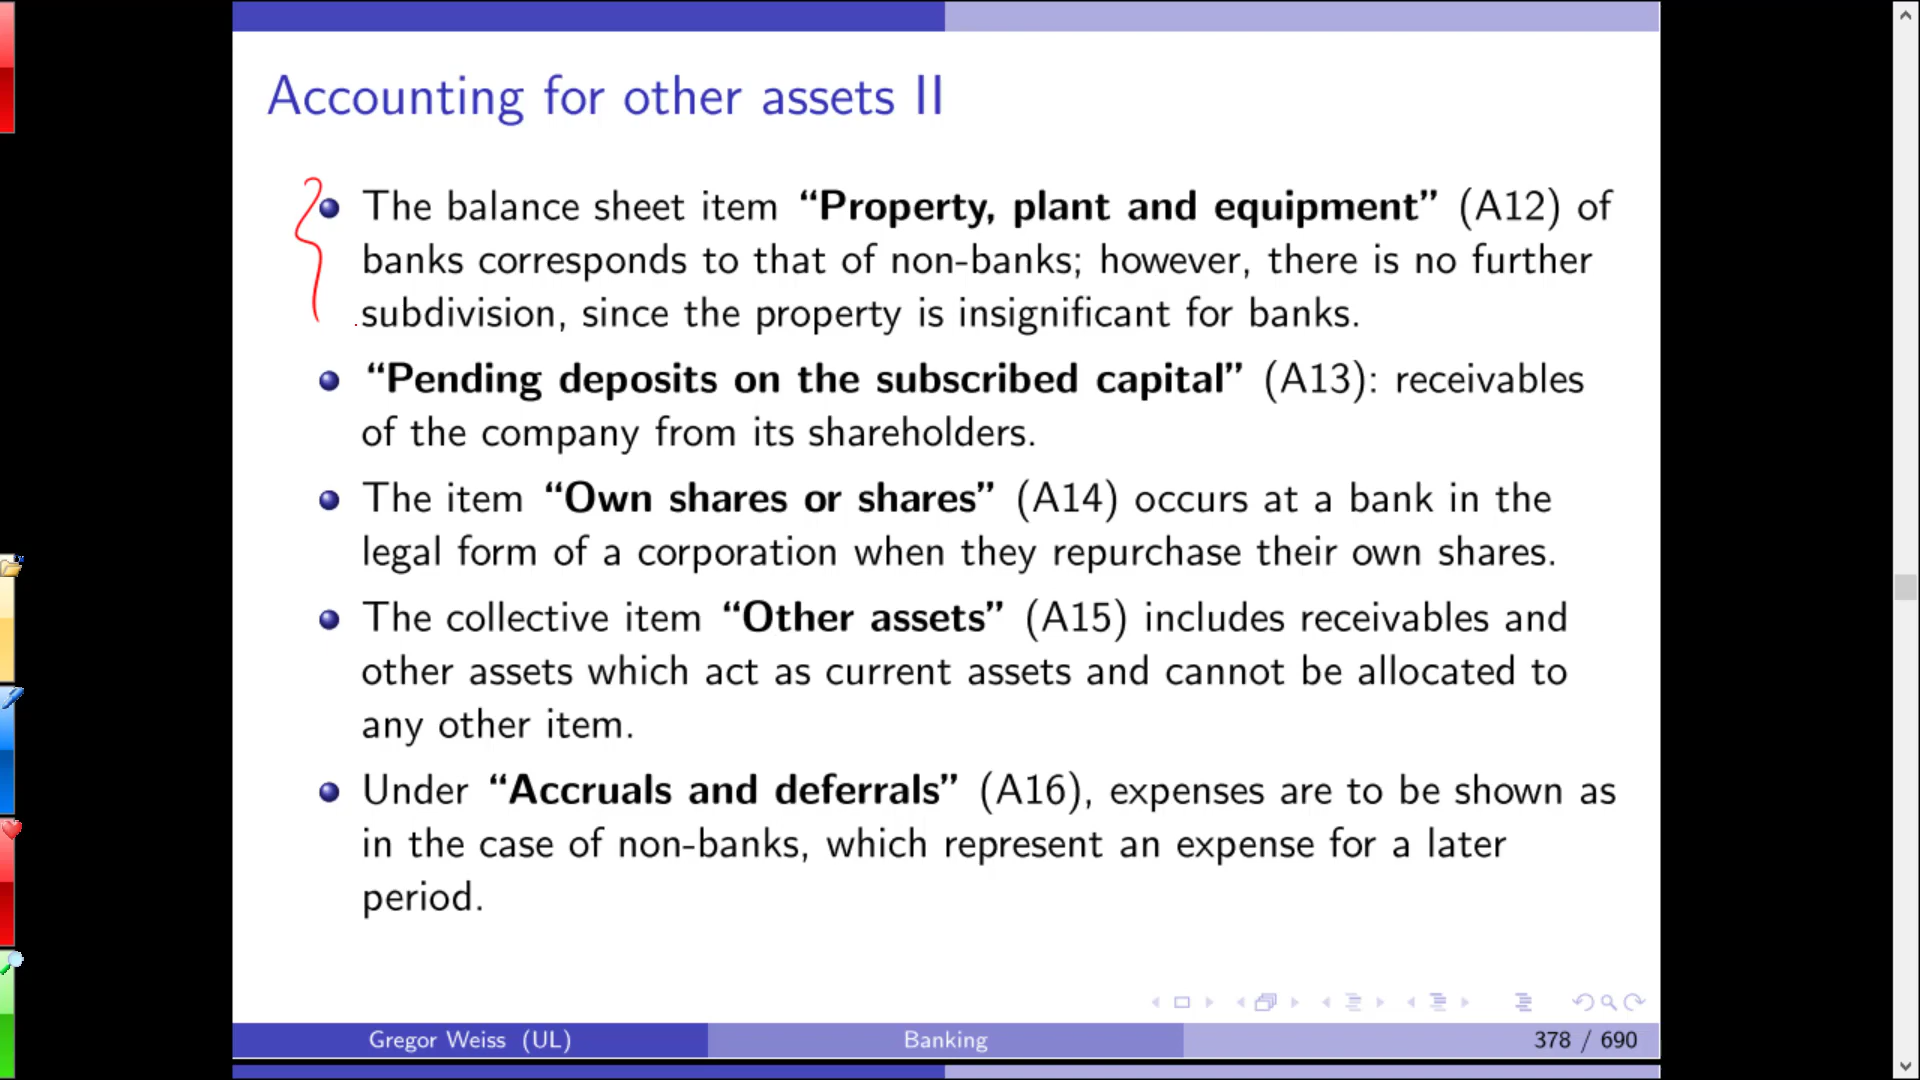 Accounting for other assets II
The balance sheet item “Property, plant and equipment” (A12) of
banks corresponds to that of non-banks; however, there is no further
subdivision, since the property is insignificant for banks.
“Pending deposits on the subscribed capital” (A13): receivables
of the company from its shareholders.
The item “Own shares or shares” (A14) occurs at a bank in the
legal form of a corporation when they repurchase their own shares.
The collective item “Other assets” (A15) includes receivables and
other assets which act as current assets and cannot be allocated to
any other item.
Under “Accruals and deferrals” (A16), expenses are to be shown as
in the case of non-banks, which represent an expense for a later
period.
Gregor Weiss (UL) Banking 378 / 690